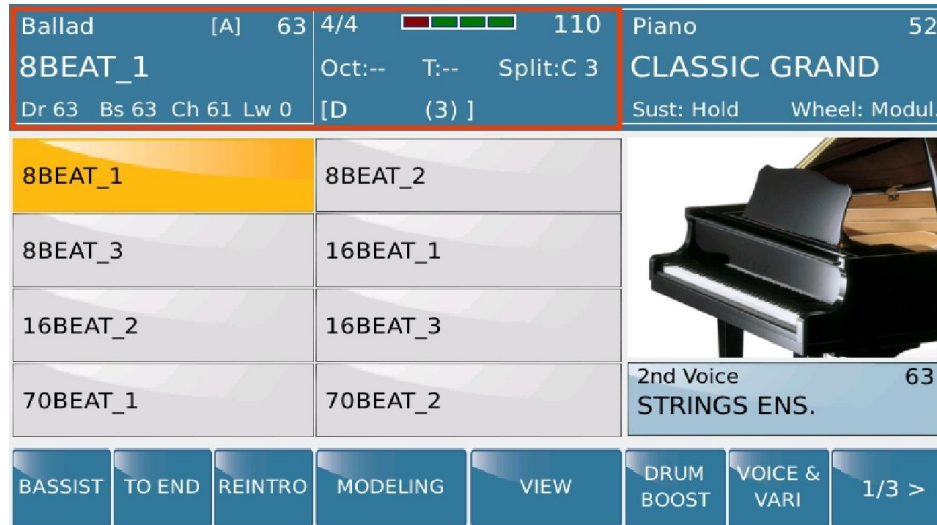 Ballad [A] 63 4/4 110 Piano 52
8BEAT_1 Oct:-- T:-- Split:C 3 CLASSIC GRAND
Dr 63 Bs 63 Ch 61 Lw 0 [D (3) ] Sust: Hold Wheel: Modul.
8BEAT_1 8BEAT_2
8BEAT_3 16BEAT_1
16BEAT_2 16BEAT_3
70BEAT_1 70BEAT_2
2nd Voice 63
STRINGS ENS.
BASSIST TO END REINTRO MODELING VIEW DRUM BOOST VOICE & VARI 1/3 >